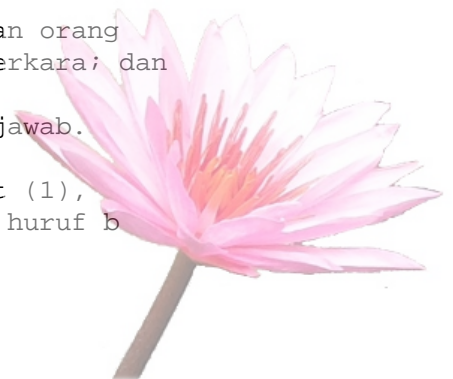 an orang
erkara; dan
jawab.
(1),
huruf b